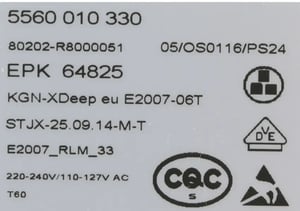 5560 010 330
80202-R8000051 05/OS0116/PS24
EPK 64825
KGN-XDeep eu E2007-06T
STJX-25.09.14-M-T
DVE
E2007_RLM_33
220-240V/110-127V AC
CQC
S
T60